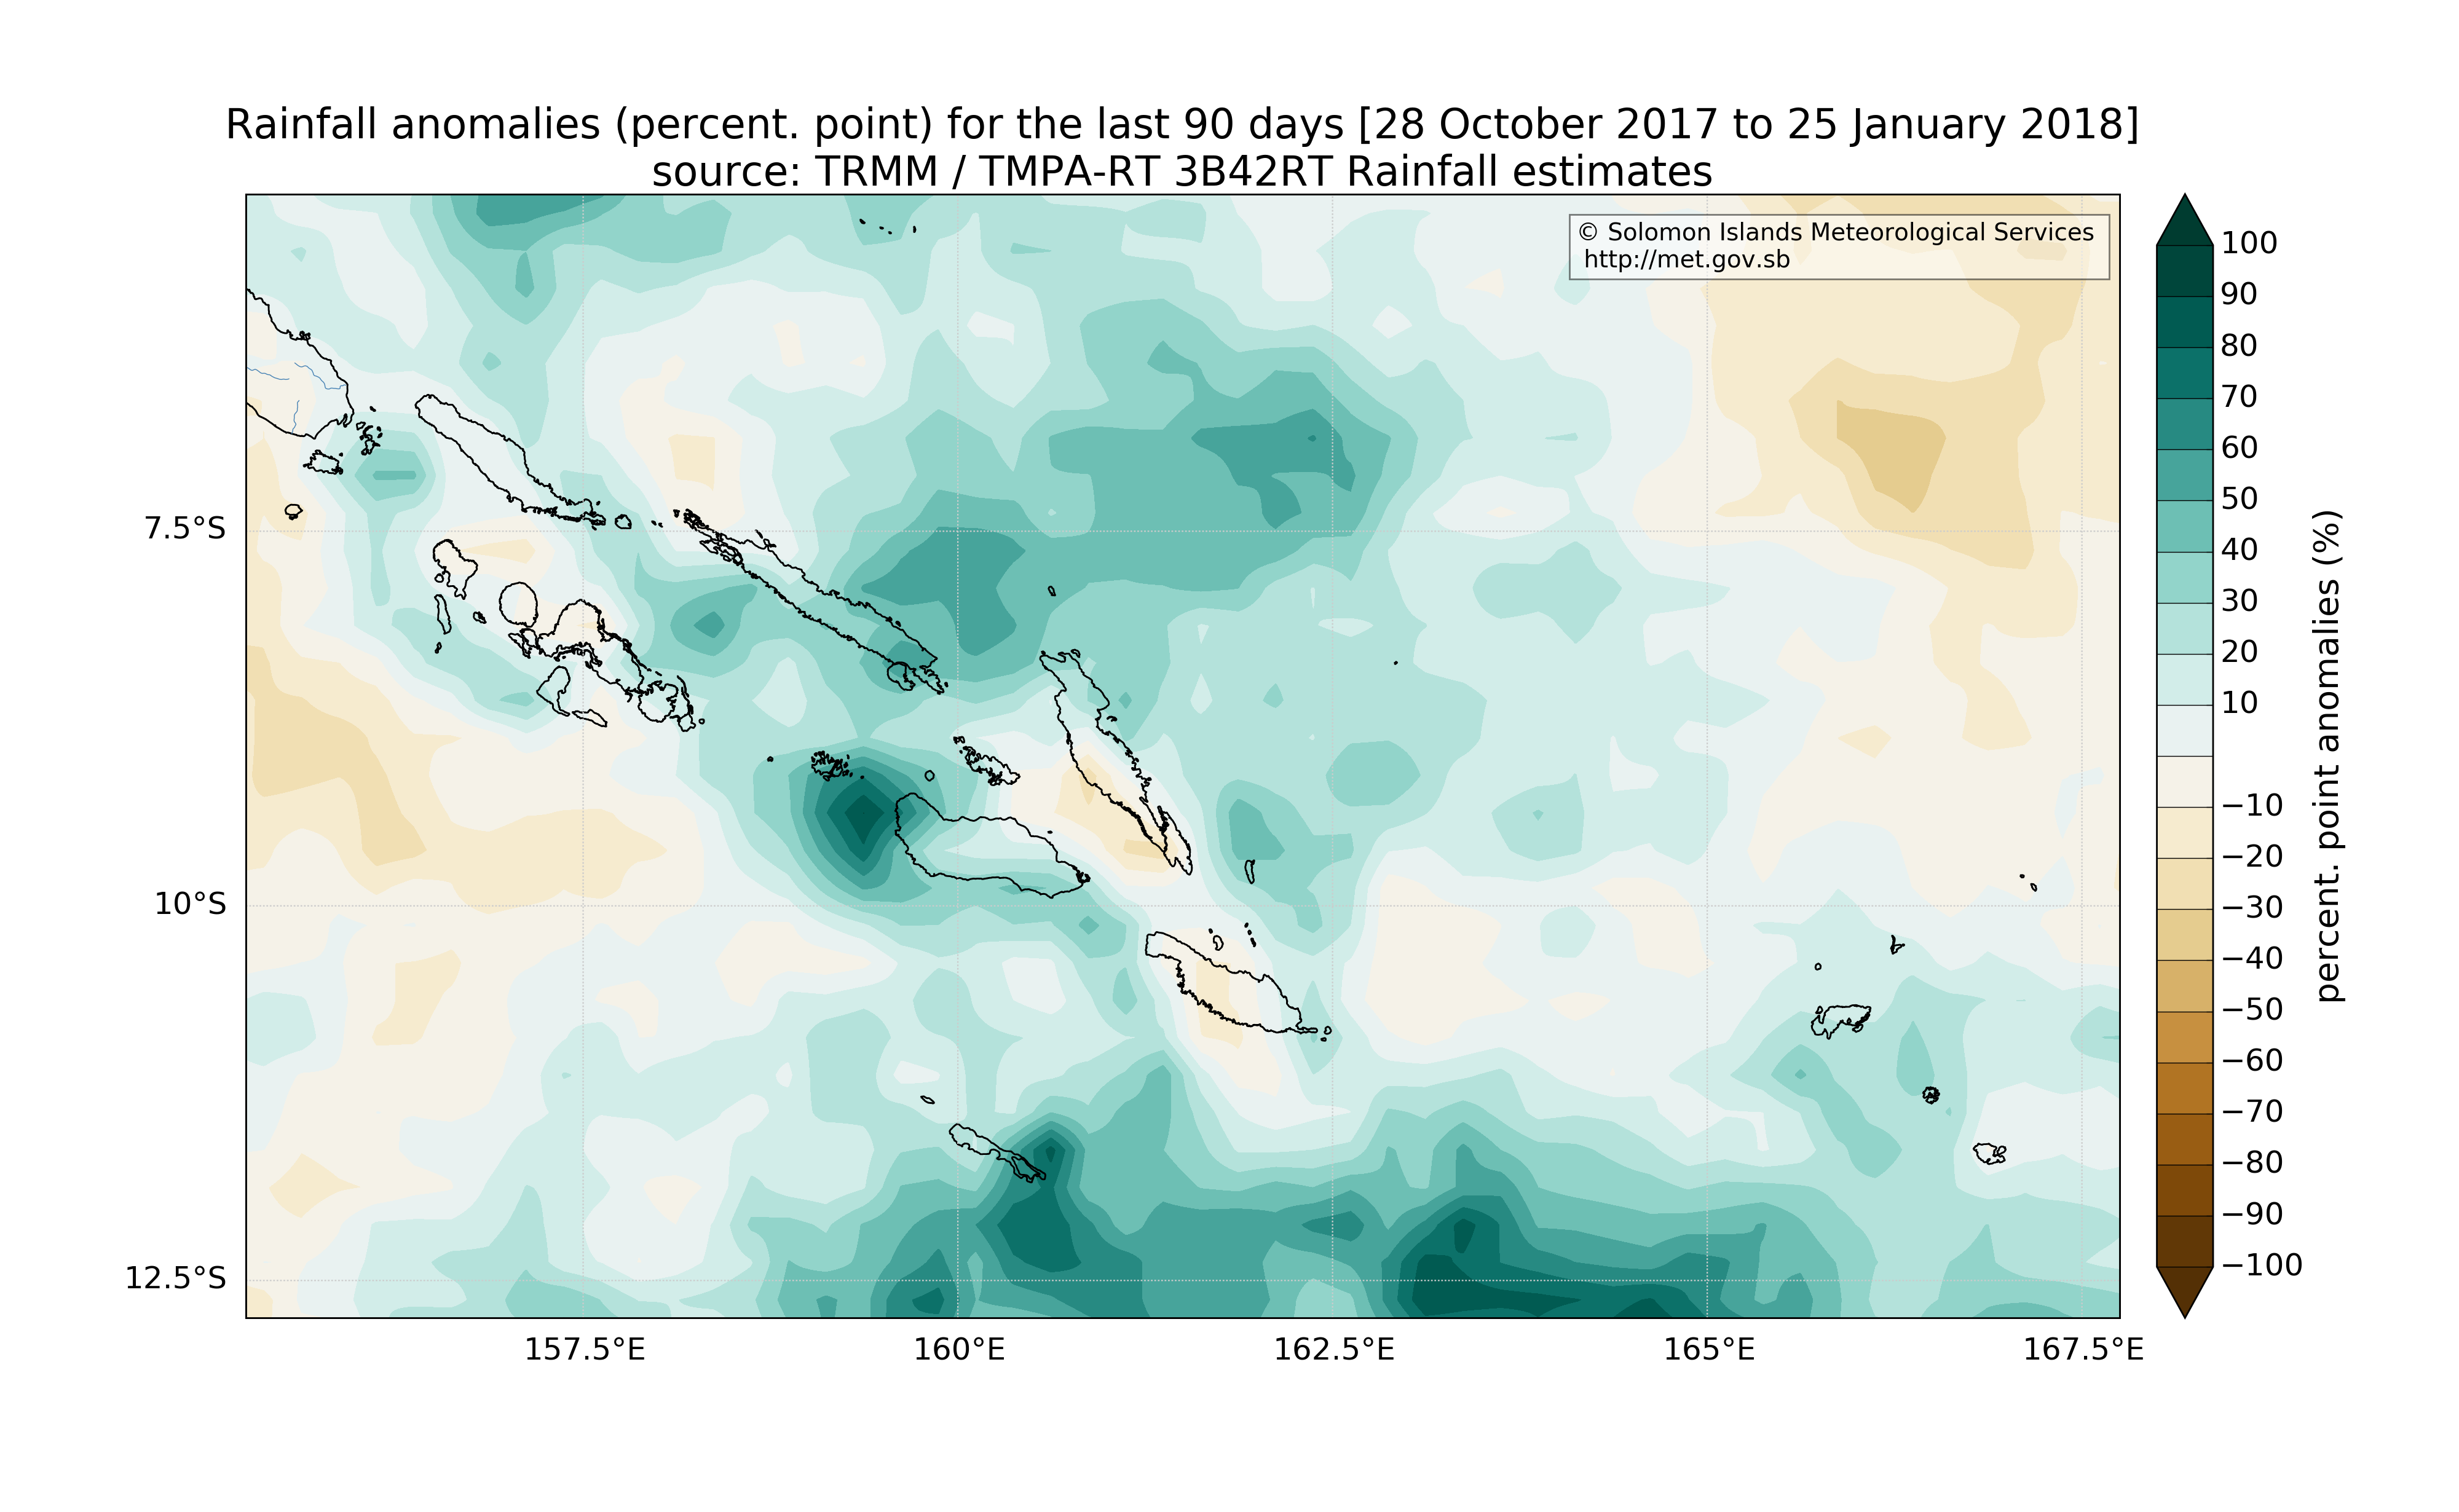 Rainfall anomalies (percent. point) for the last 90 days [28 October 2017 to 25 January 2018]
source: TRMM / TMPA-RT 3B42RT Rainfall estimates
© Solomon Islands Meteorological Services
http://met.gov.sb
7.5°S
10°S
12.5°S
157.5°E
160°E
162.5°E
165°E
167.5°E
100
90
80
70
60
50
40
30
20
10
−10
−20
−30
−40
−50
−60
−70
−80
−90
−100
percent. point anomalies (%)